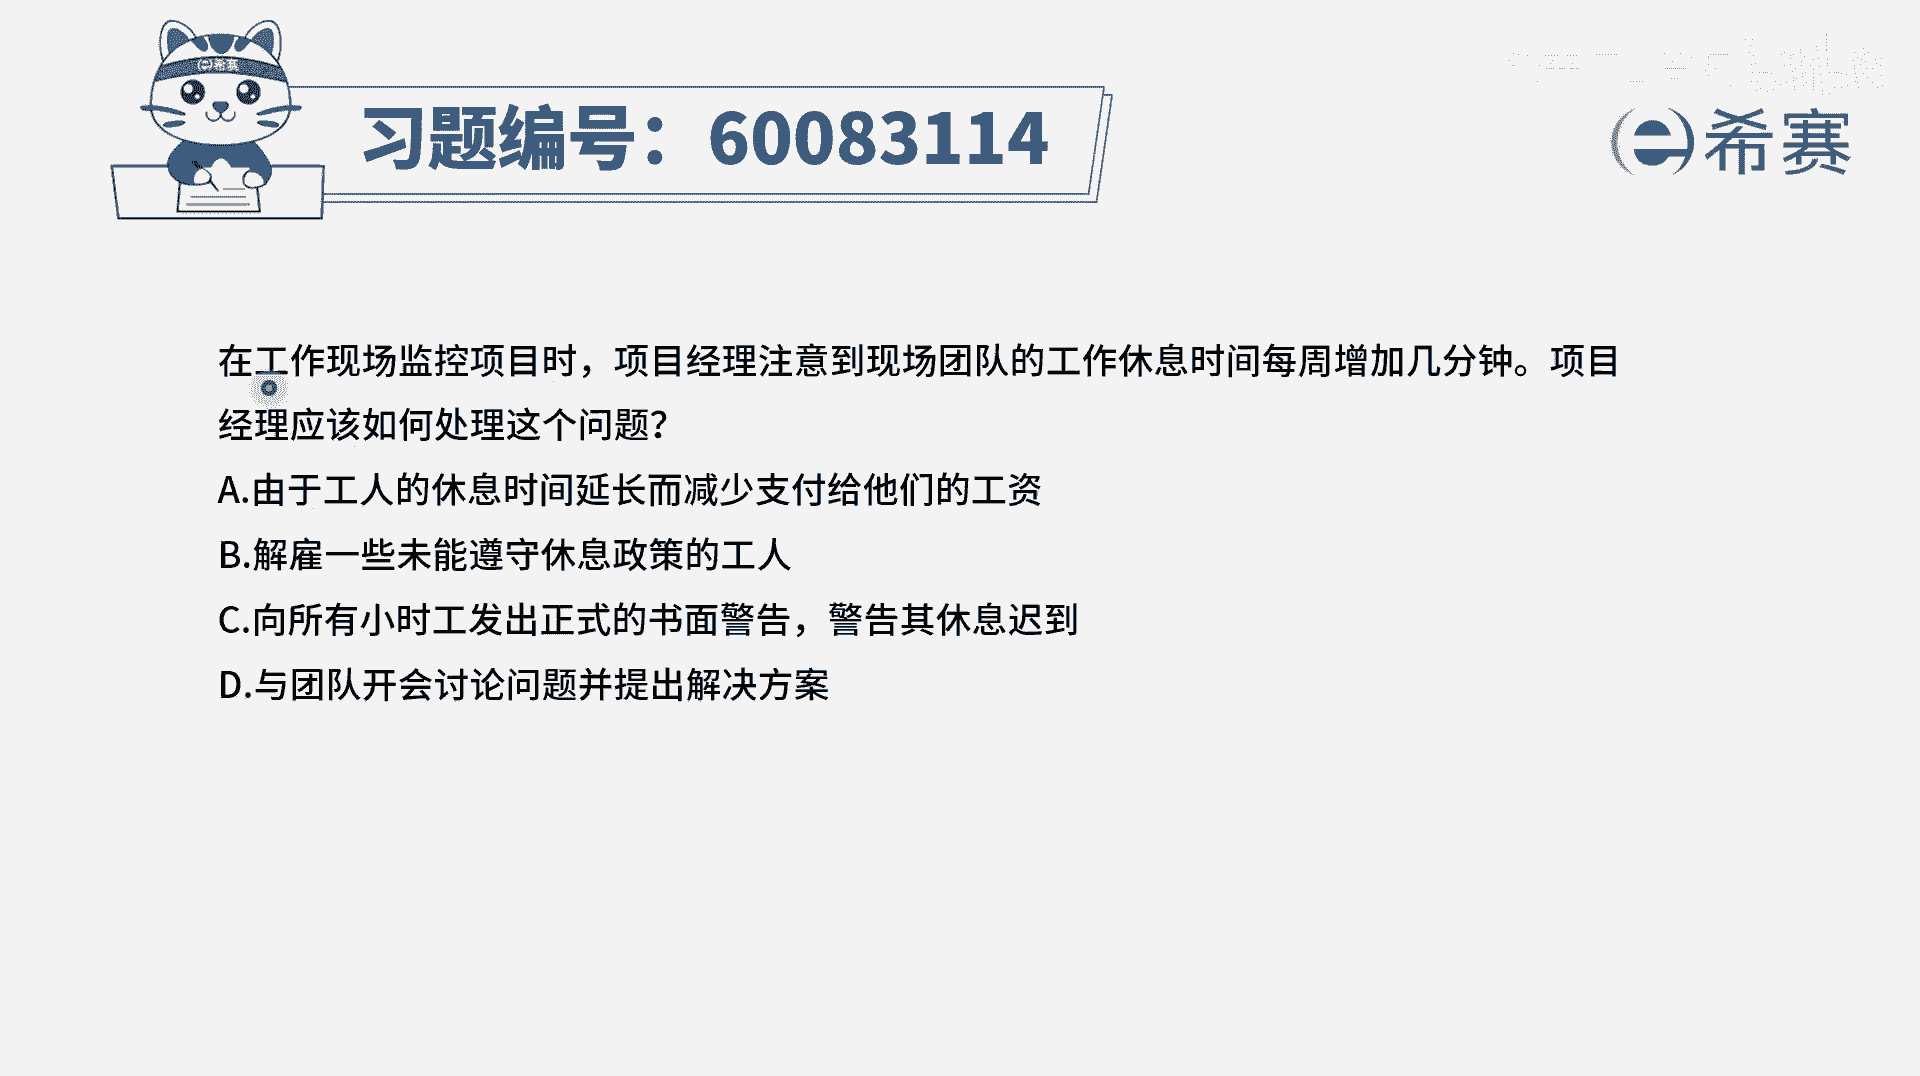 希赛
习题编号：60083114
希赛
在工作现场监控项目时，项目经理注意到现场团队的工作休息时间每周增加几分钟。项目
经理应该如何处理这个问题？
A.由于工人的休息时间延长而减少支付给他们的工资
B.解雇一些未能遵守休息政策的工人
C.向所有小时工发出正式的书面警告，警告其休息迟到
D.与团队开会讨论问题并提出解决方案